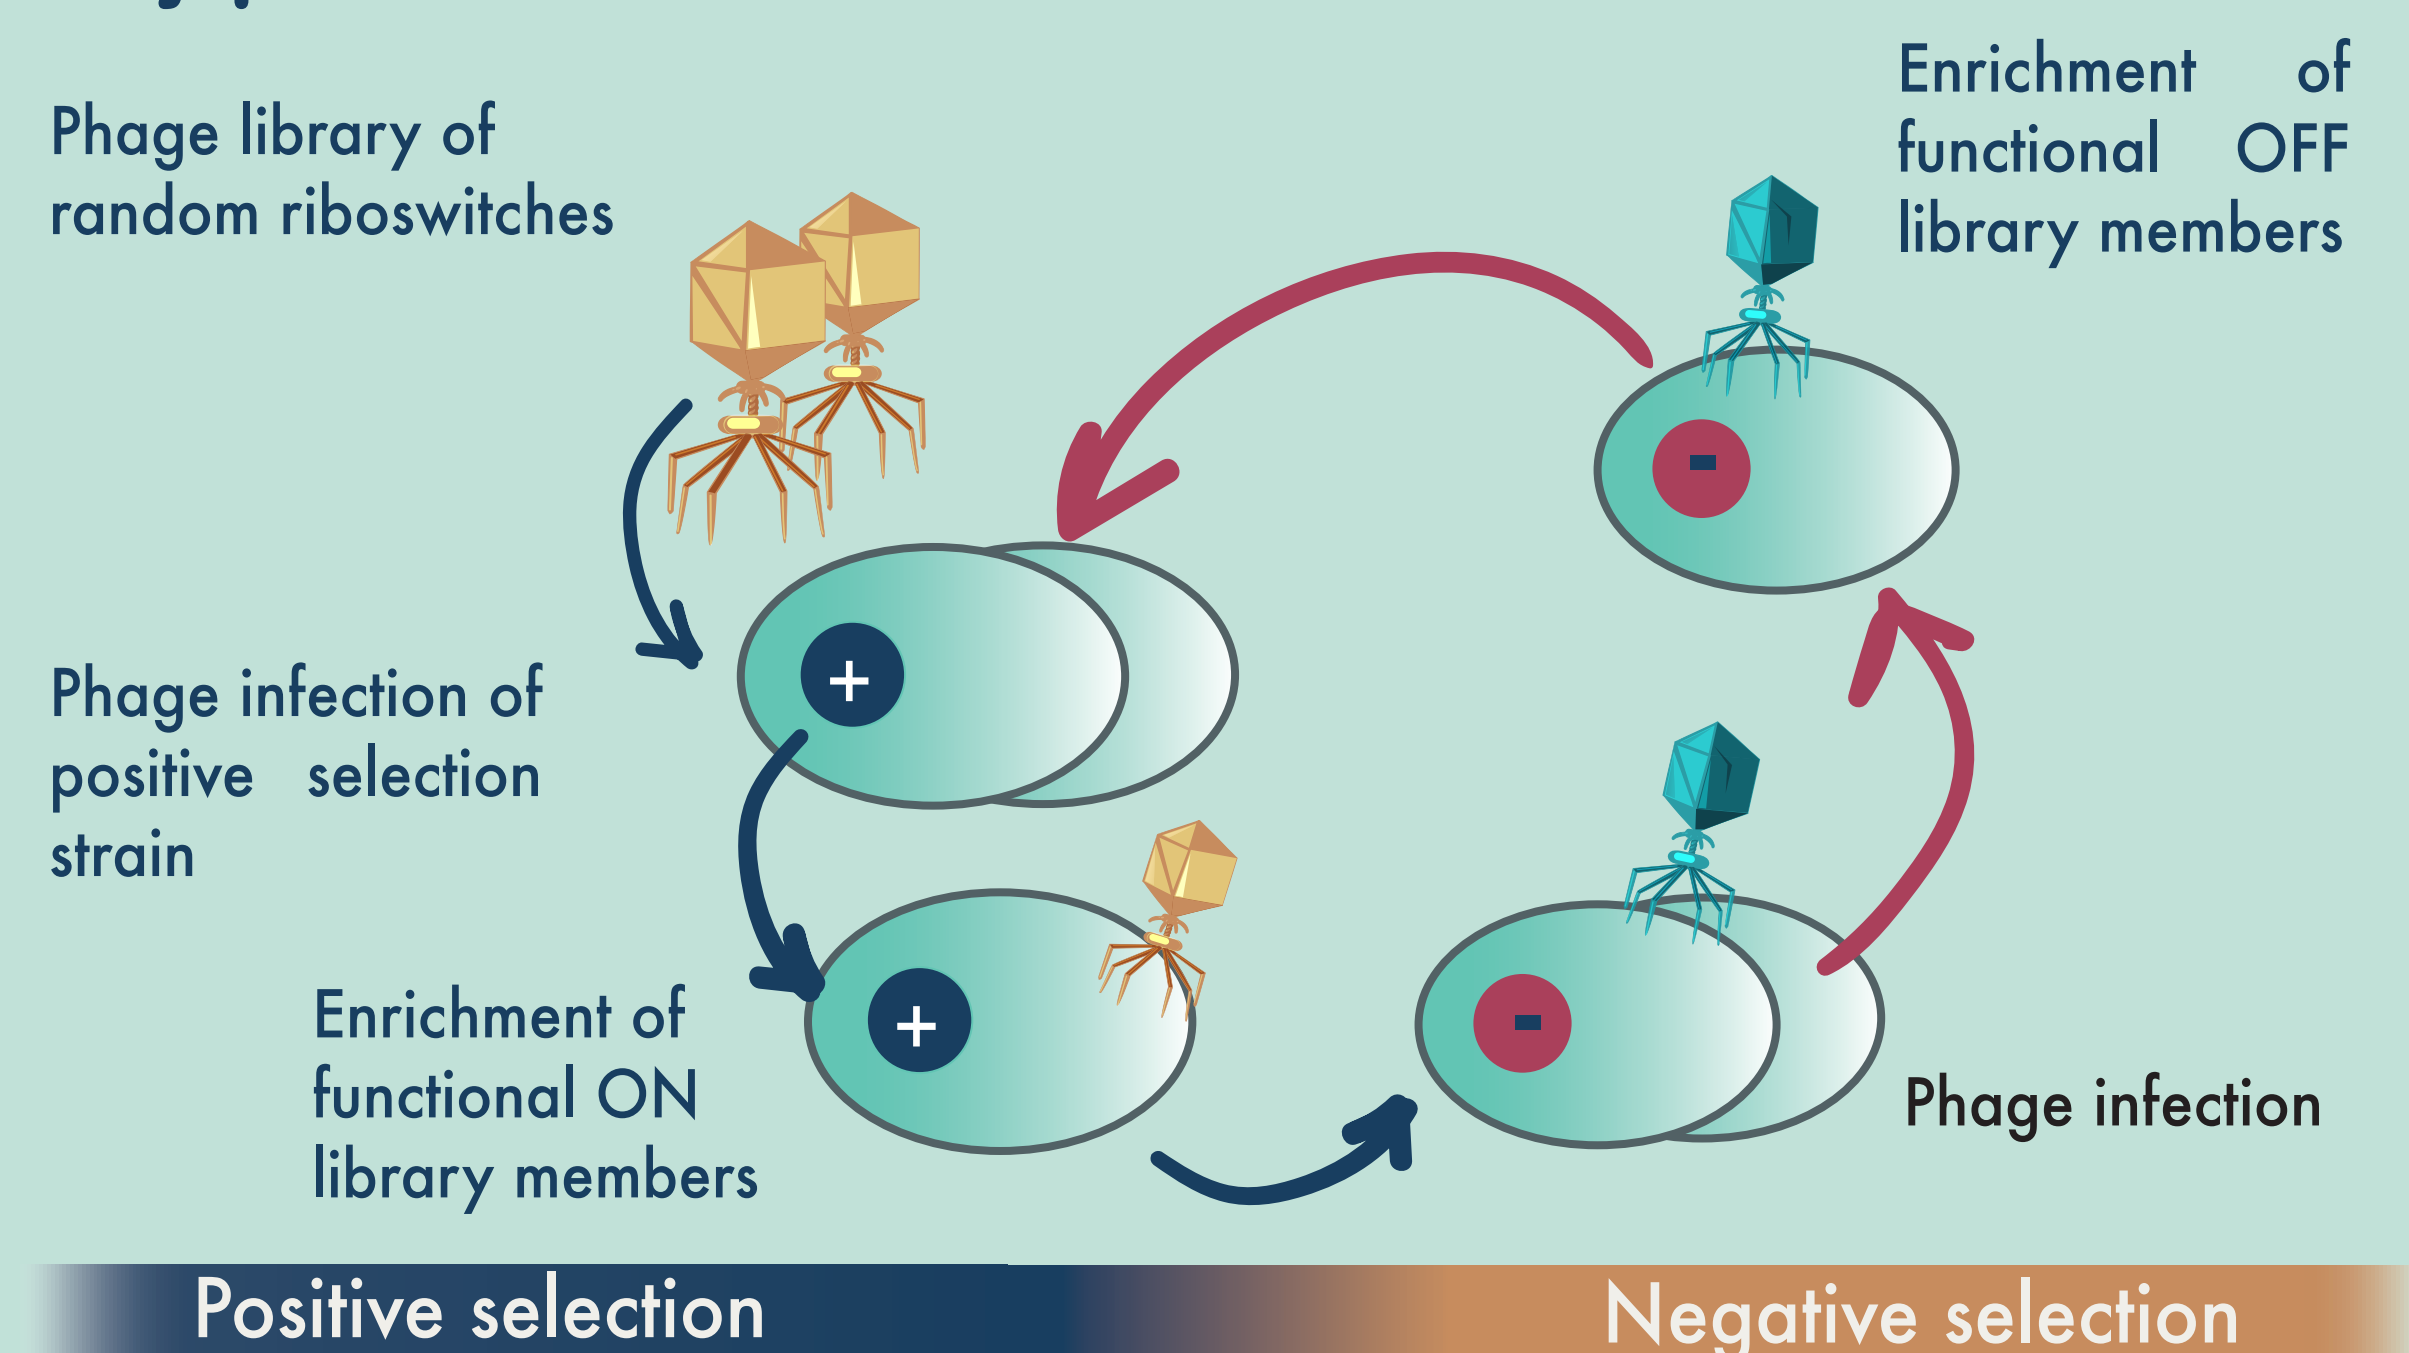 Phage library of
random riboswitches
Enrichment of
functional OFF
library members
Phage infection of
positive selection
strain
+
-
Enrichment of
functional ON
library members
+
-
Phage infection
Positive selection
Negative selection